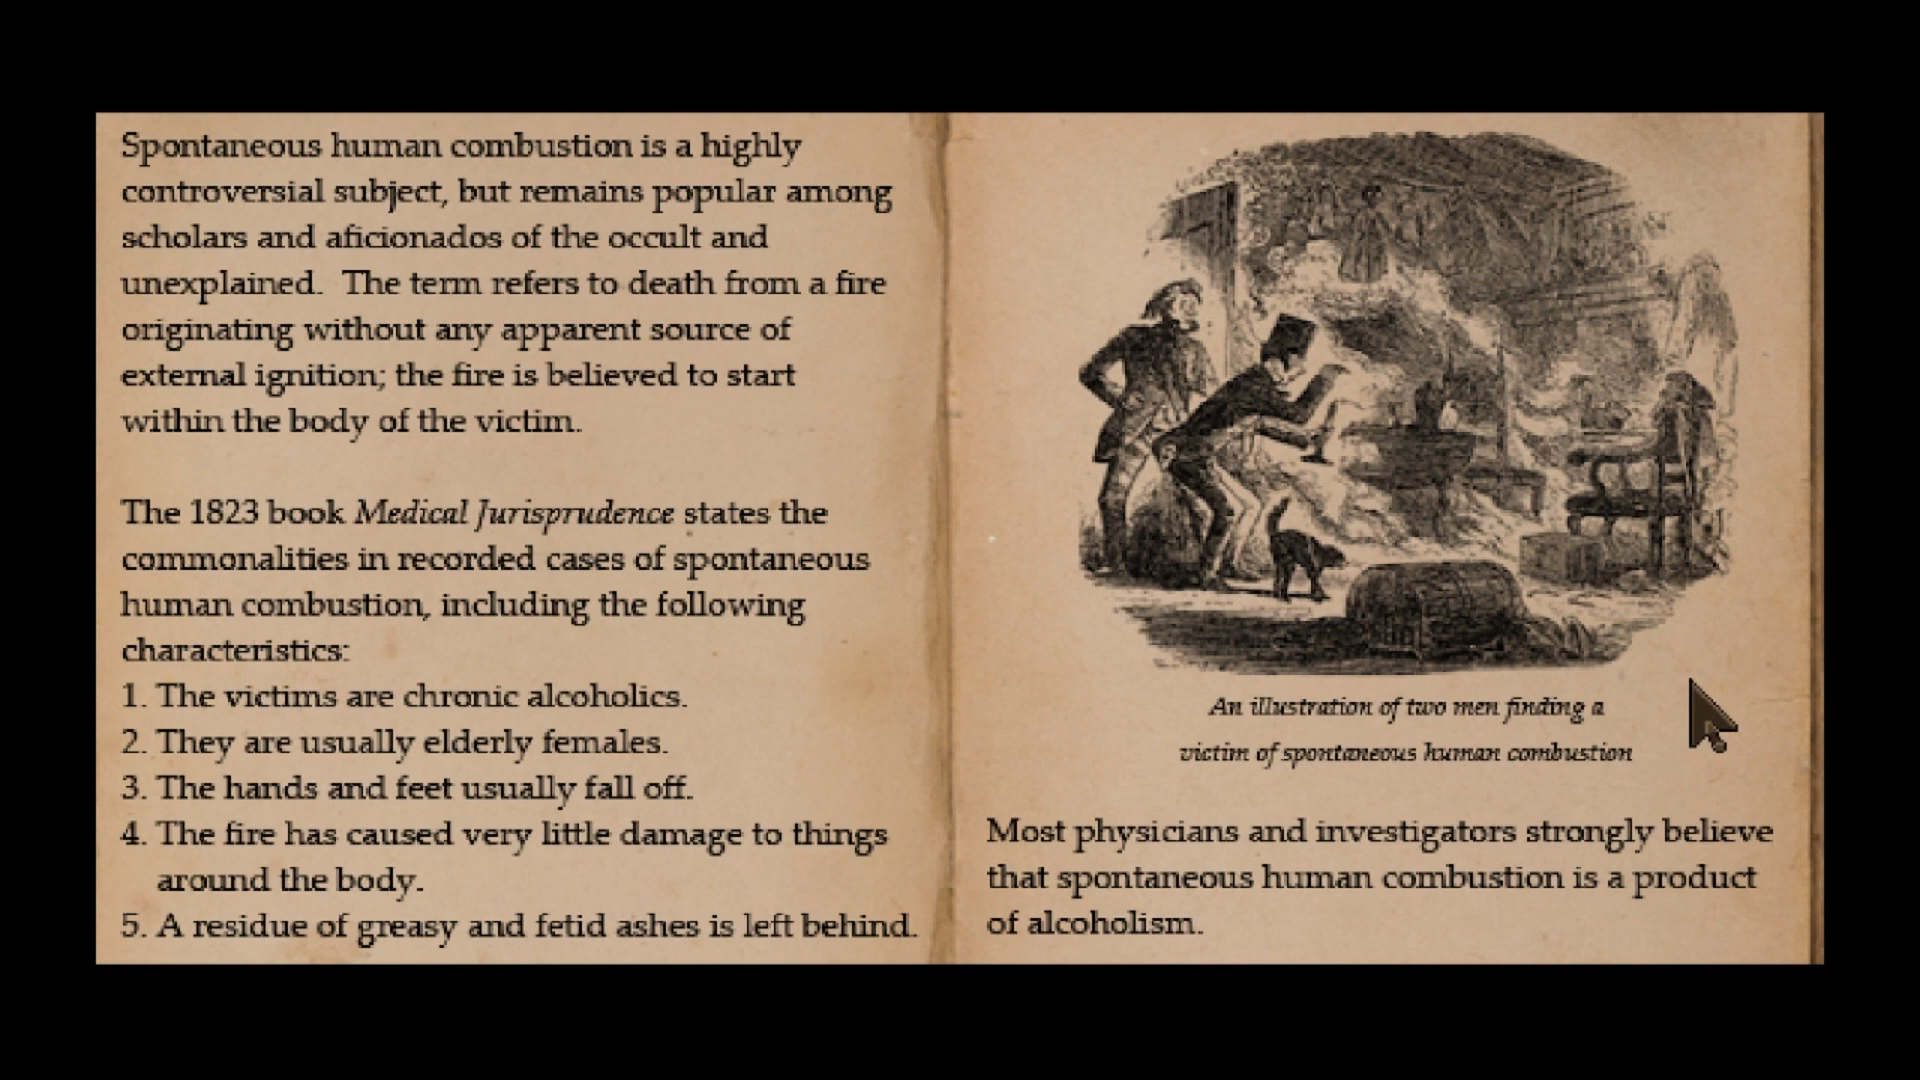 Spontaneous human combustion is a highly
controversial subject, but remains popular among
scholars and aficionados of the occult and
unexplained.  The term refers to death from a fire
originating without any apparent source of
external ignition; the fire is believed to start
within the body of the victim.
The 1823 book Medical Jurisprudence states the
commonalities in recorded cases of spontaneous
human combustion, including the following
characteristics:
1. The victims are chronic alcoholics.
2. They are usually elderly females.
3. The hands and feet usually fall off.
4. The fire has caused very little damage to things
around the body.
5. A residue of greasy and fetid ashes is left behind.
An illustration of two men finding a
victim of spontaneous human combustion
Most physicians and investigators strongly believe
that spontaneous human combustion is a product
of alcoholism.